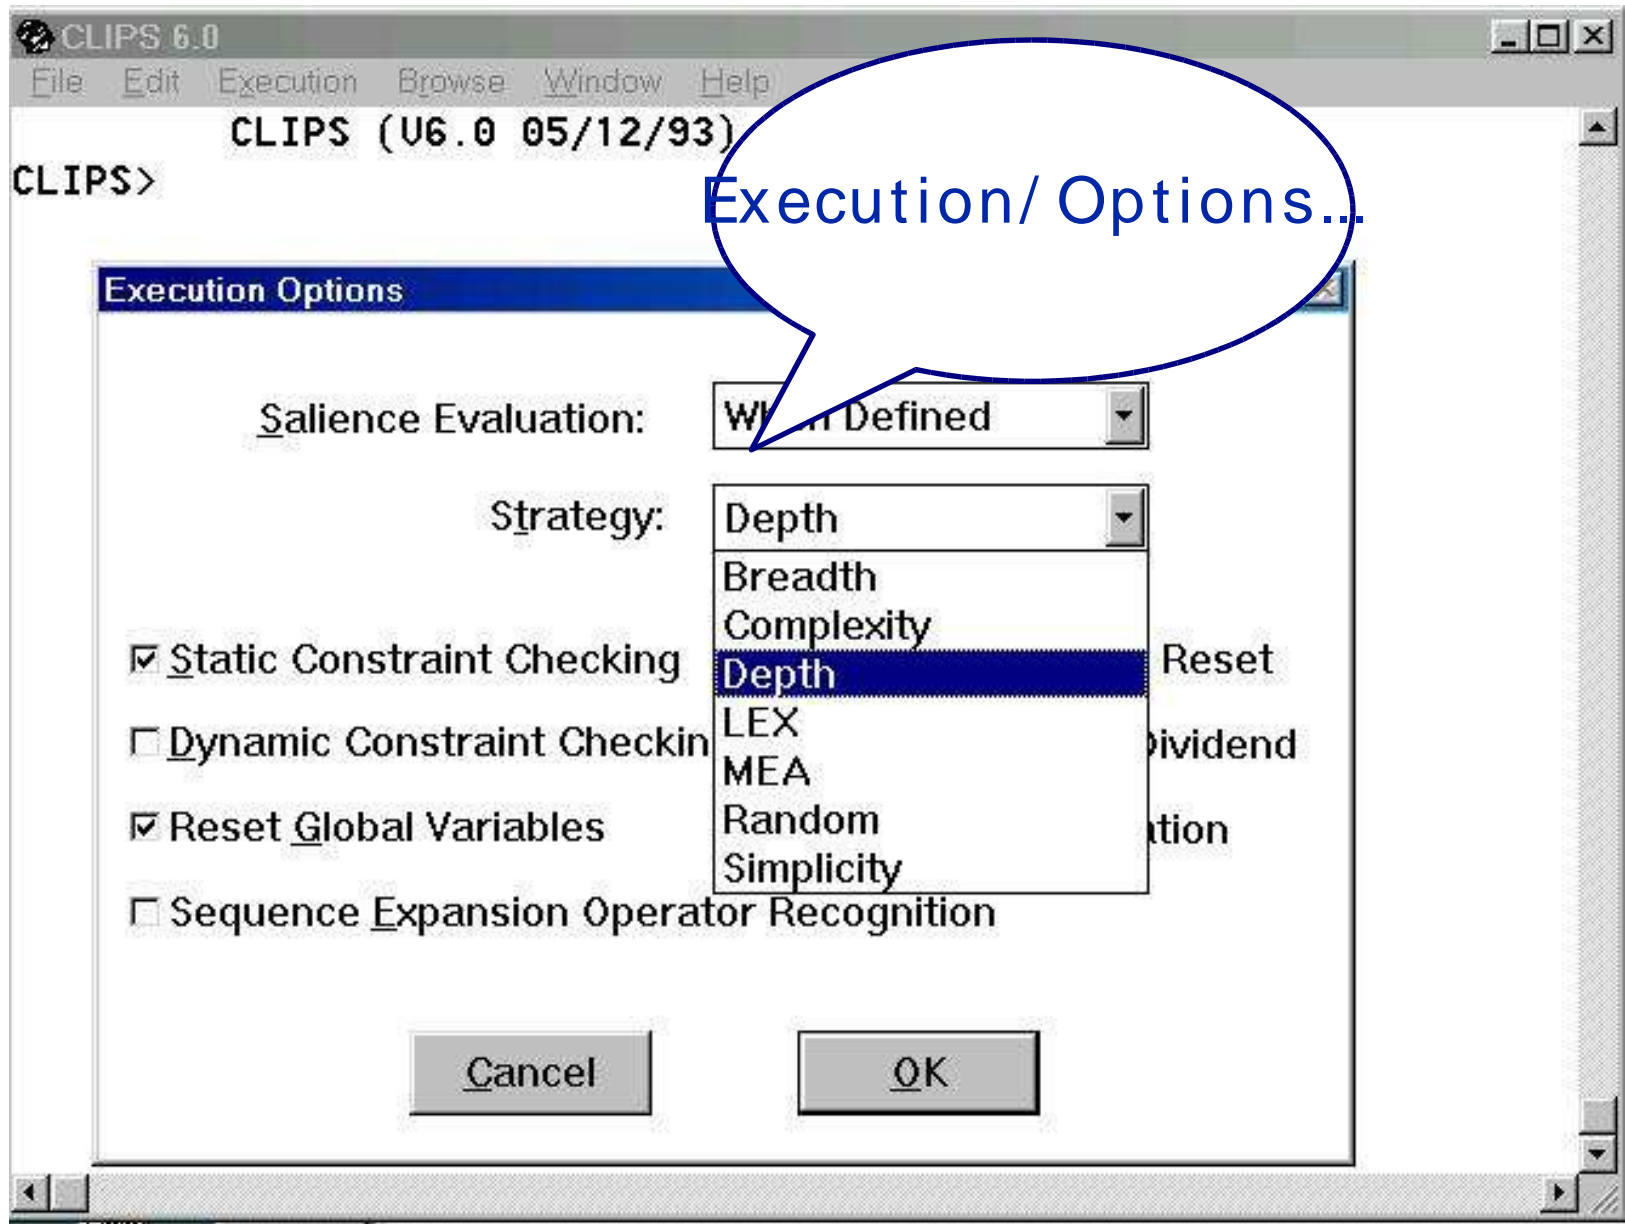 CLIPS 6.0
File Edit Execution Browse Window Help
CLIPS (V6.0 05/12/93)
CLIPS>
Execution/Options...
Execution Options
Salience Evaluation: Defined
Strategy: Depth
Breadth
Complexity
Depth
LEX
MEA
Random
Simplicity
Static Constraint Checking Reset
Dynamic Constraint Checkin
Reset Global Variables
Sequence Expansion Operator Recognition
Cancel OK